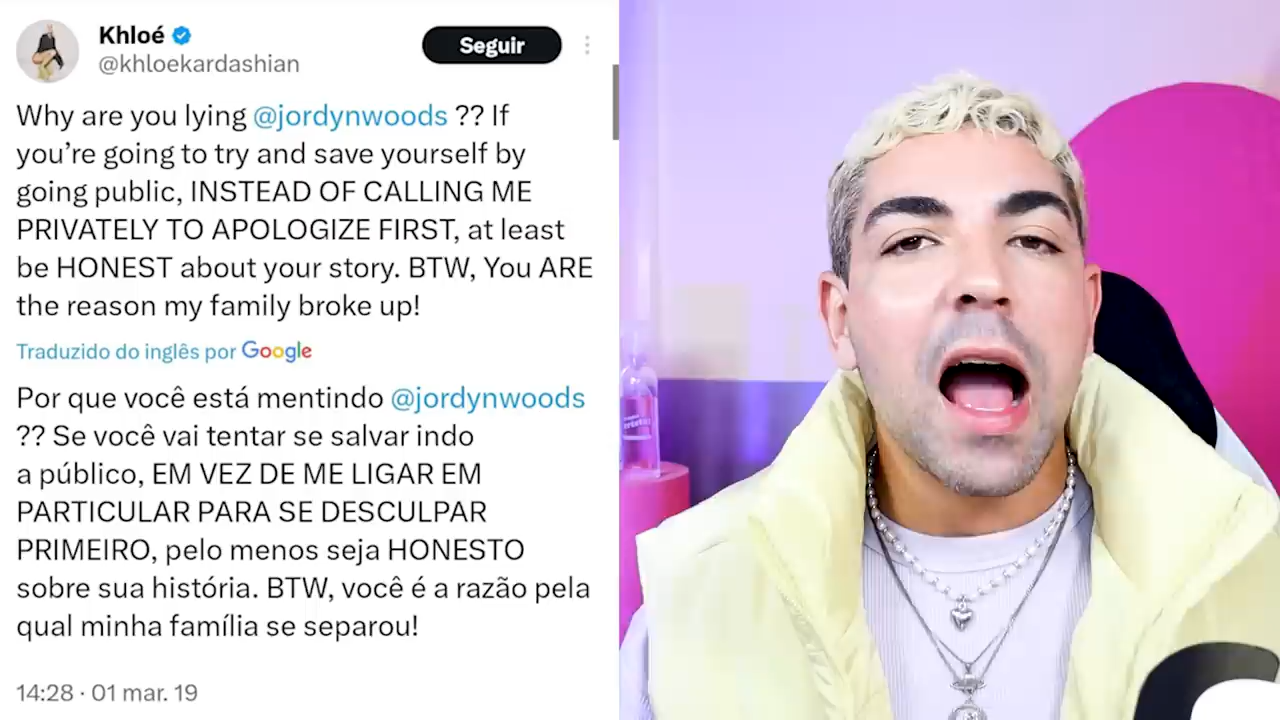 Khloé
@khloekardashian
Seguir
Why are you lying @jordynwoods ?? If
you’re going to try and save yourself by
going public, INSTEAD OF CALLING ME
PRIVATELY TO APOLOGIZE FIRST, at least
be HONEST about your story. BTW, You ARE
the reason my family broke up!
Traduzido do inglês por Google
Por que você está mentindo @jordynwoods
?? Se você vai tentar se salvar indo
a público, EM VEZ DE ME LIGAR EM
PARTICULAR PARA SE DESCULPAR
PRIMEIRO, pelo menos seja HONESTO
sobre sua história. BTW, você é a razão pela
qual minha família se separou!
14:28 · 01 mar. 19